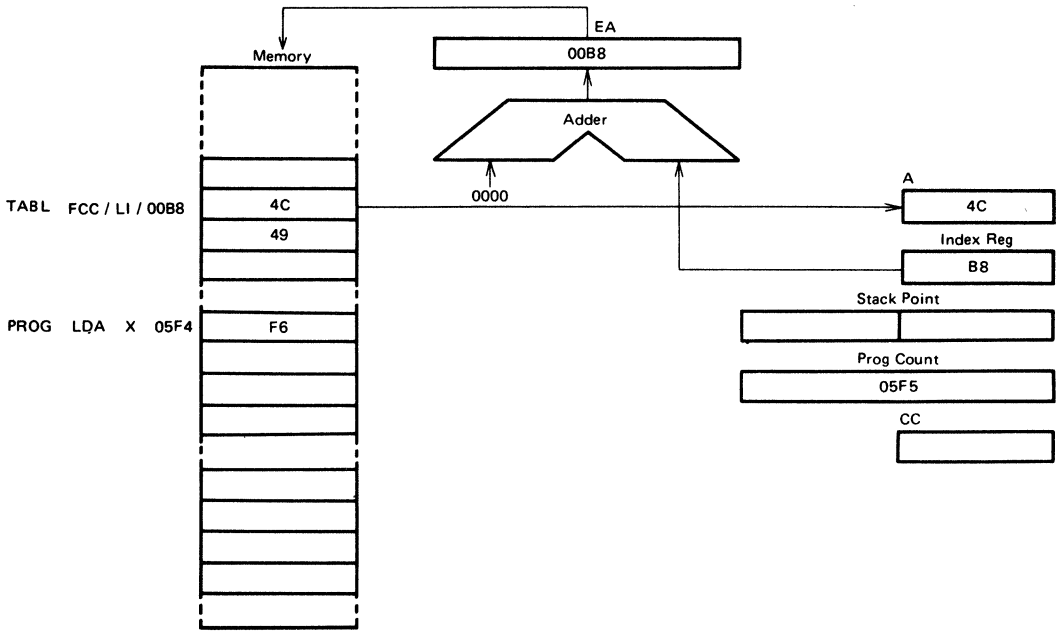 EA
00B8
Memory
Adder
0000
A
TABL FCC / LI / 00B8 4C 4C
49
Index Reg
B8
Stack Point
PROG LDA X 05F4 F6
Prog Count
05F5
CC